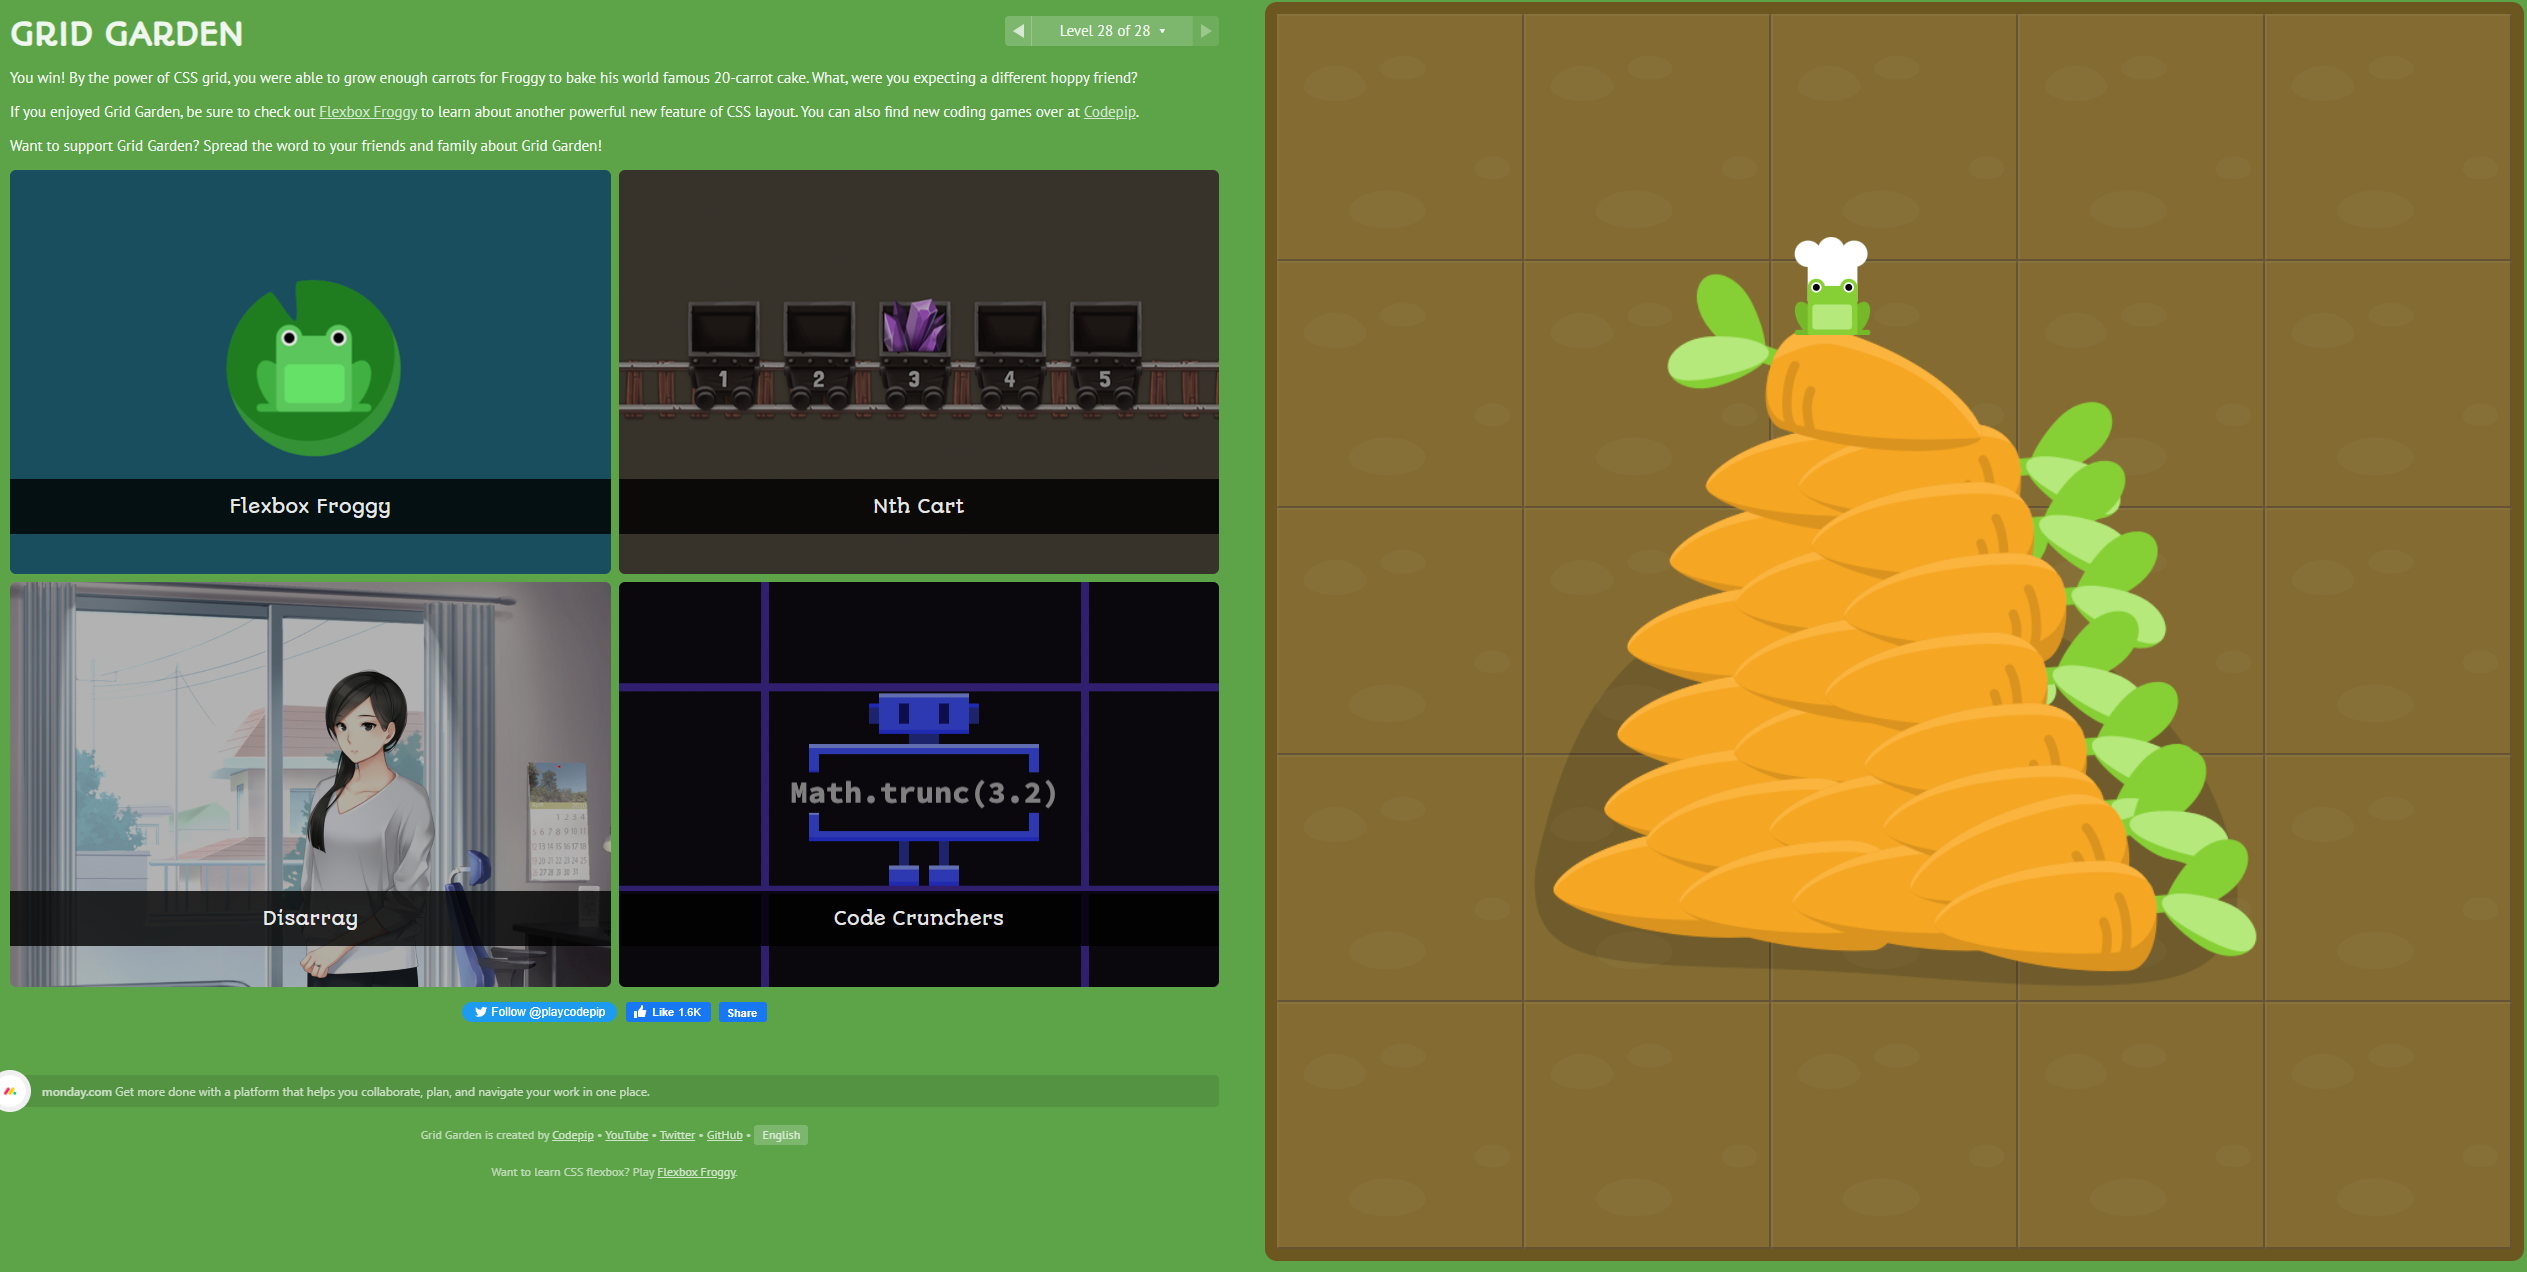 GRID GARDEN
Level 28 of 28
You win! By the power of CSS grid, you were able to grow enough carrots for Froggy to bake his world famous 20-carrot cake. What, were you expecting a different hoppy friend?
If you enjoyed Grid Garden, be sure to check out Flexbox Froggy to learn about another powerful new feature of CSS layout. You can also find new coding games over at Codepip.
Want to support Grid Garden? Spread the word to your friends and family about Grid Garden!
1 2 3 4 5
Flexbox Froggy
Nth Cart
Math.trunc(3.2)
Disarray
Code Crunchers
Follow @playcodepip
Like 1.6K
Share
monday.com Get more done with a platform that helps you collaborate, plan, and navigate your work in one place.
Grid Garden is created by Codepip • YouTube • Twitter • GitHub • English
Want to learn CSS flexbox? Play Flexbox Froggy.